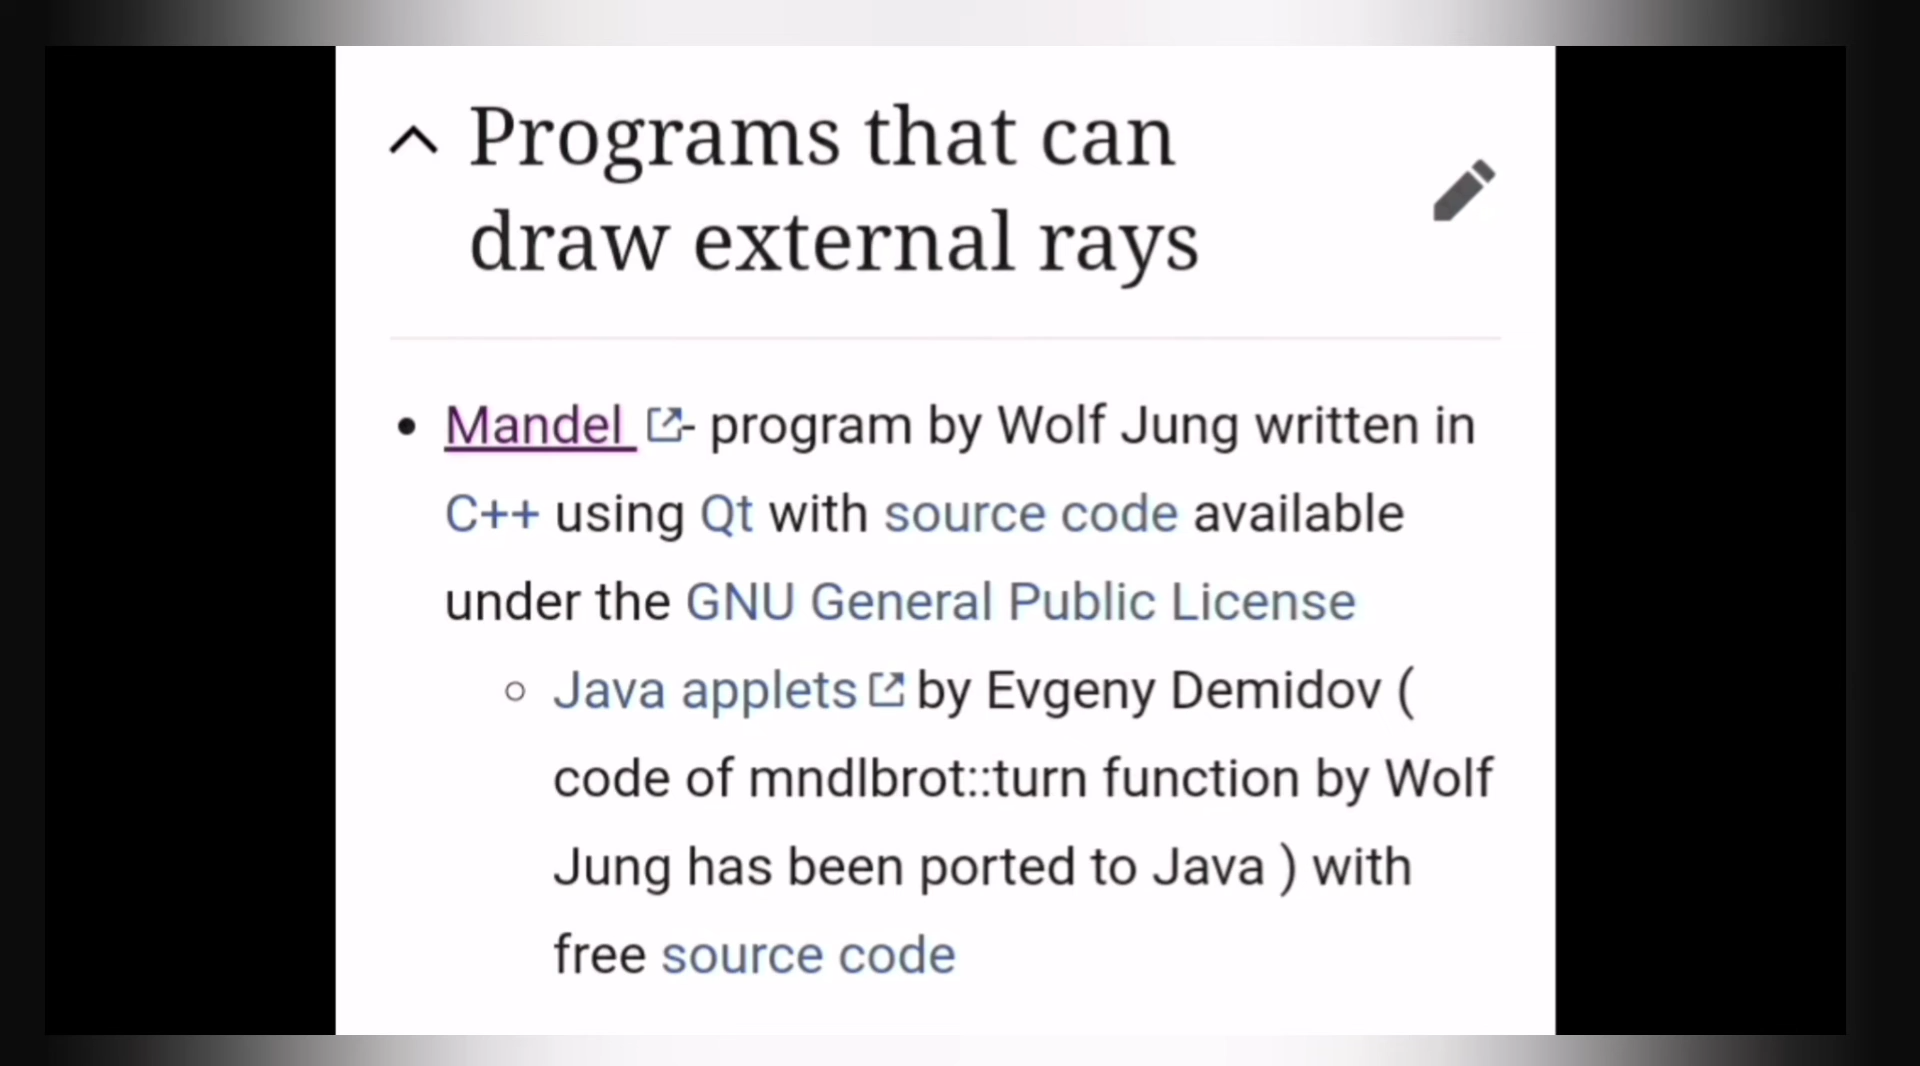 Programs that can
draw external rays
Mandel - program by Wolf Jung written in
C++ using Qt with source code available
under the GNU General Public License
Java applets by Evgeny Demidov (
code of mndlbrot::turn function by Wolf
Jung has been ported to Java ) with
free source code